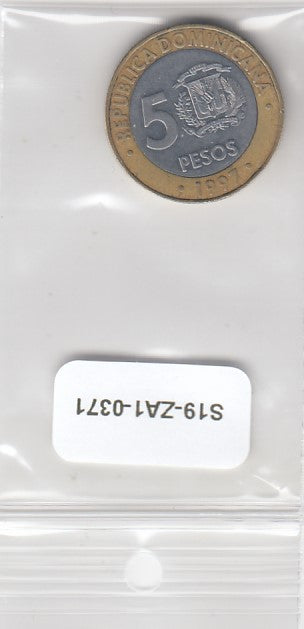 • REPUBLICA DOMINICANA •
5
PESOS
• 1997 •
S19-ZA1-0371